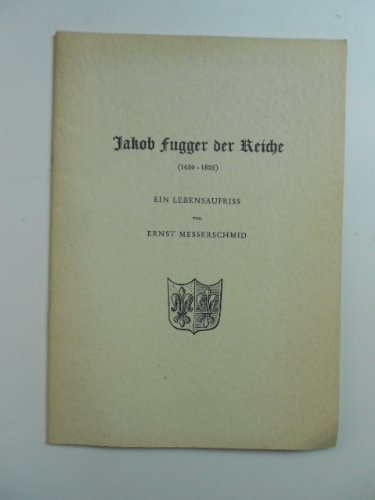 Jakob Fugger der Reiche
(1459 - 1525)
EIN LEBENSAUFRISS
von
ERNST MESSERSCHMID